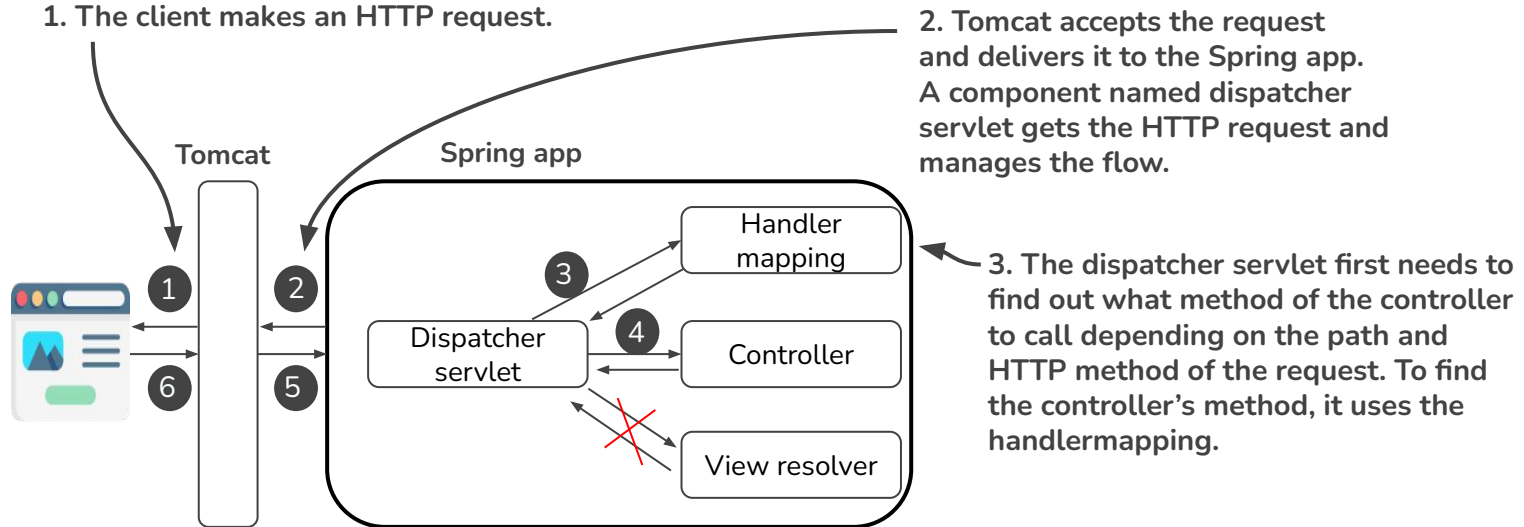 1. The client makes an HTTP request.
2. Tomcat accepts the request
and delivers it to the Spring app.
A component named dispatcher
servlet gets the HTTP request and
manages the flow.
Tomcat
Spring app
Handler
mapping
3
1
2
3. The dispatcher servlet first needs to
find out what method of the controller
to call depending on the path and
HTTP method of the request. To find
the controller’s method, it uses the
handlermapping.
Dispatcher
servlet
4
Controller
6
5
View resolver